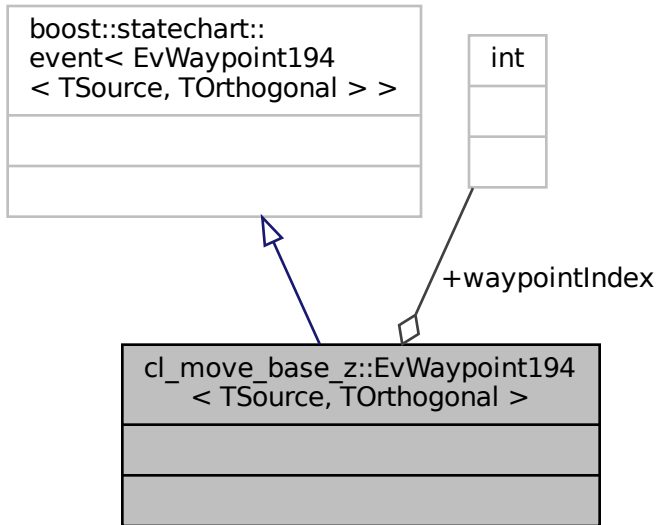 boost::statechart::
event< EvWaypoint194
< TSource, TOrthogonal > >
int
+waypointIndex
cl_move_base_z::EvWaypoint194
< TSource, TOrthogonal >